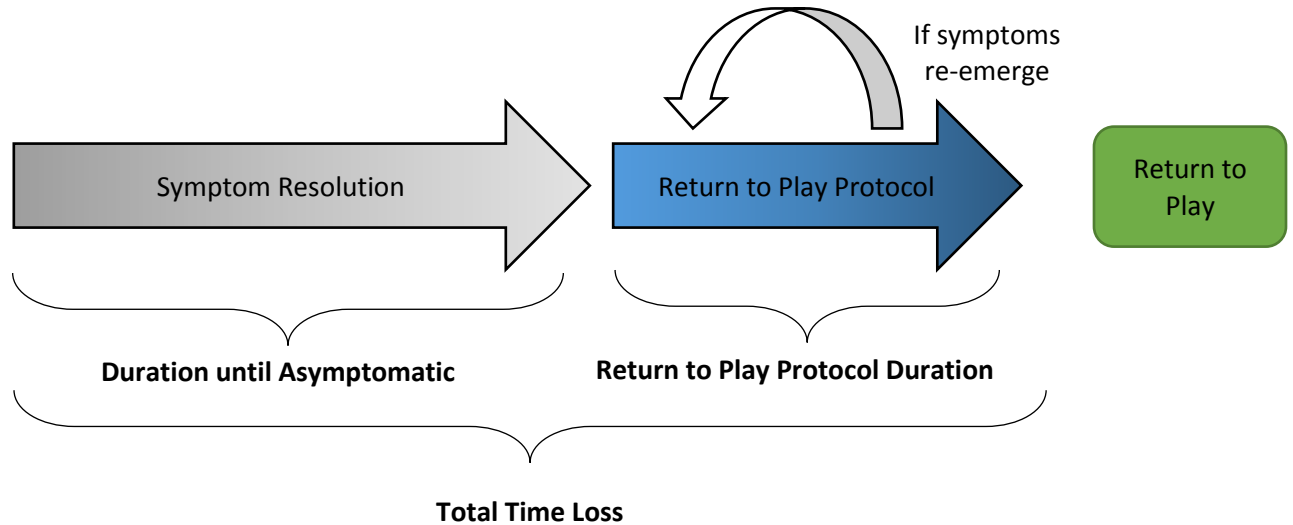 If symptoms
re-emerge
Symptom Resolution
Return to Play Protocol
Return to
Play
Duration until Asymptomatic
Return to Play Protocol Duration
Total Time Loss